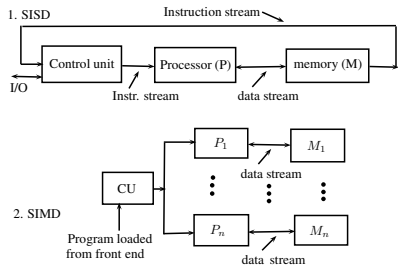 1. SISD
Instruction stream
Control unit
Processor (P)
memory (M)
I/O
Instr. stream
data stream
P₁
M₁
data stream
CU
2. SIMD
Pₙ
Mₙ
Program loaded
from front end
data stream